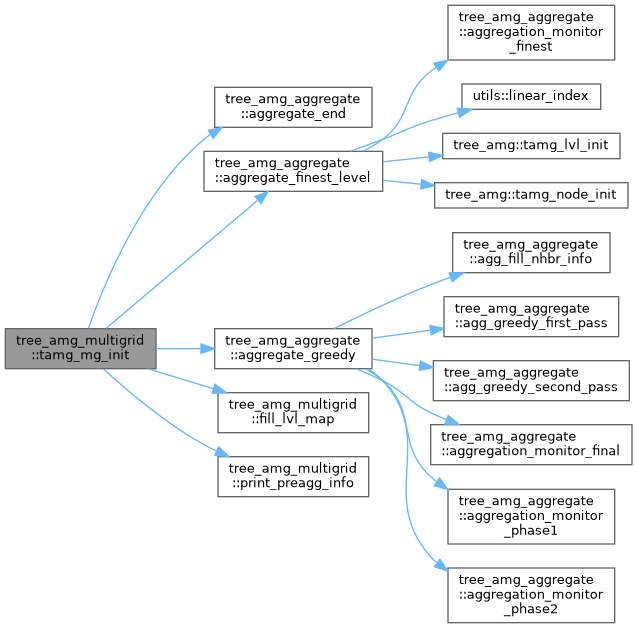 tree_amg_multigrid
::tamg_mg_init
tree_amg_aggregate
::aggregate_end
tree_amg_aggregate
::aggregate_finest_level
tree_amg_aggregate
::aggregation_monitor
_finest
utils::linear_index
tree_amg::tamg_lvl_init
tree_amg::tamg_node_init
tree_amg_aggregate
::aggregate_greedy
tree_amg_aggregate
::agg_fill_nhbr_info
tree_amg_aggregate
::agg_greedy_first_pass
tree_amg_aggregate
::agg_greedy_second_pass
tree_amg_aggregate
::aggregation_monitor_final
tree_amg_aggregate
::aggregation_monitor
_phase1
tree_amg_aggregate
::aggregation_monitor
_phase2
tree_amg_multigrid
::fill_lvl_map
tree_amg_multigrid
::print_preagg_info